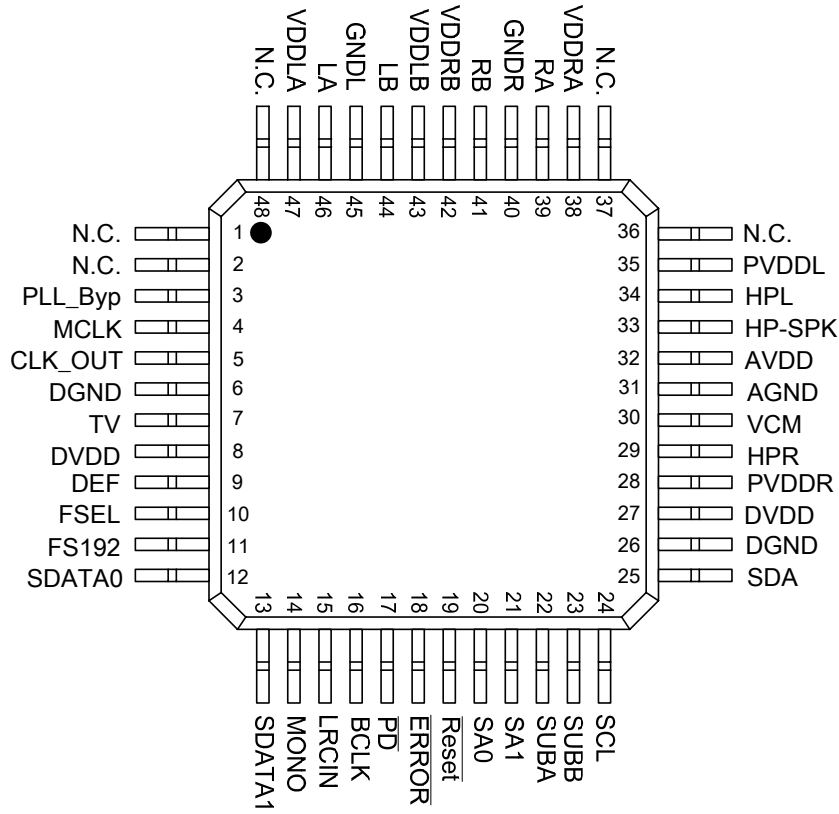 N.C.
VDDLA
LA
GNDL
LB
VDDLB
VDDRB
RB
GNDR
RA
VDDRA
N.C.
48
47
46
45
44
43
42
41
40
39
38
37
N.C. 1
N.C. 2
PLL_Byp 3
MCLK 4
CLK_OUT 5
DGND 6
TV 7
DVDD 8
DEF 9
FSEL 10
FS192 11
SDATA0 12
36 N.C.
35 PVDDL
34 HPL
33 HP-SPK
32 AVDD
31 AGND
30 VCM
29 HPR
28 PVDDR
27 DVDD
26 DGND
25 SDA
13
14
15
16
17
18
19
20
21
22
23
24
SDATA1
MONO
LRCIN
BCLK
PD
ERROR
Reset
SA0
SA1
SUBA
SUBB
SCL